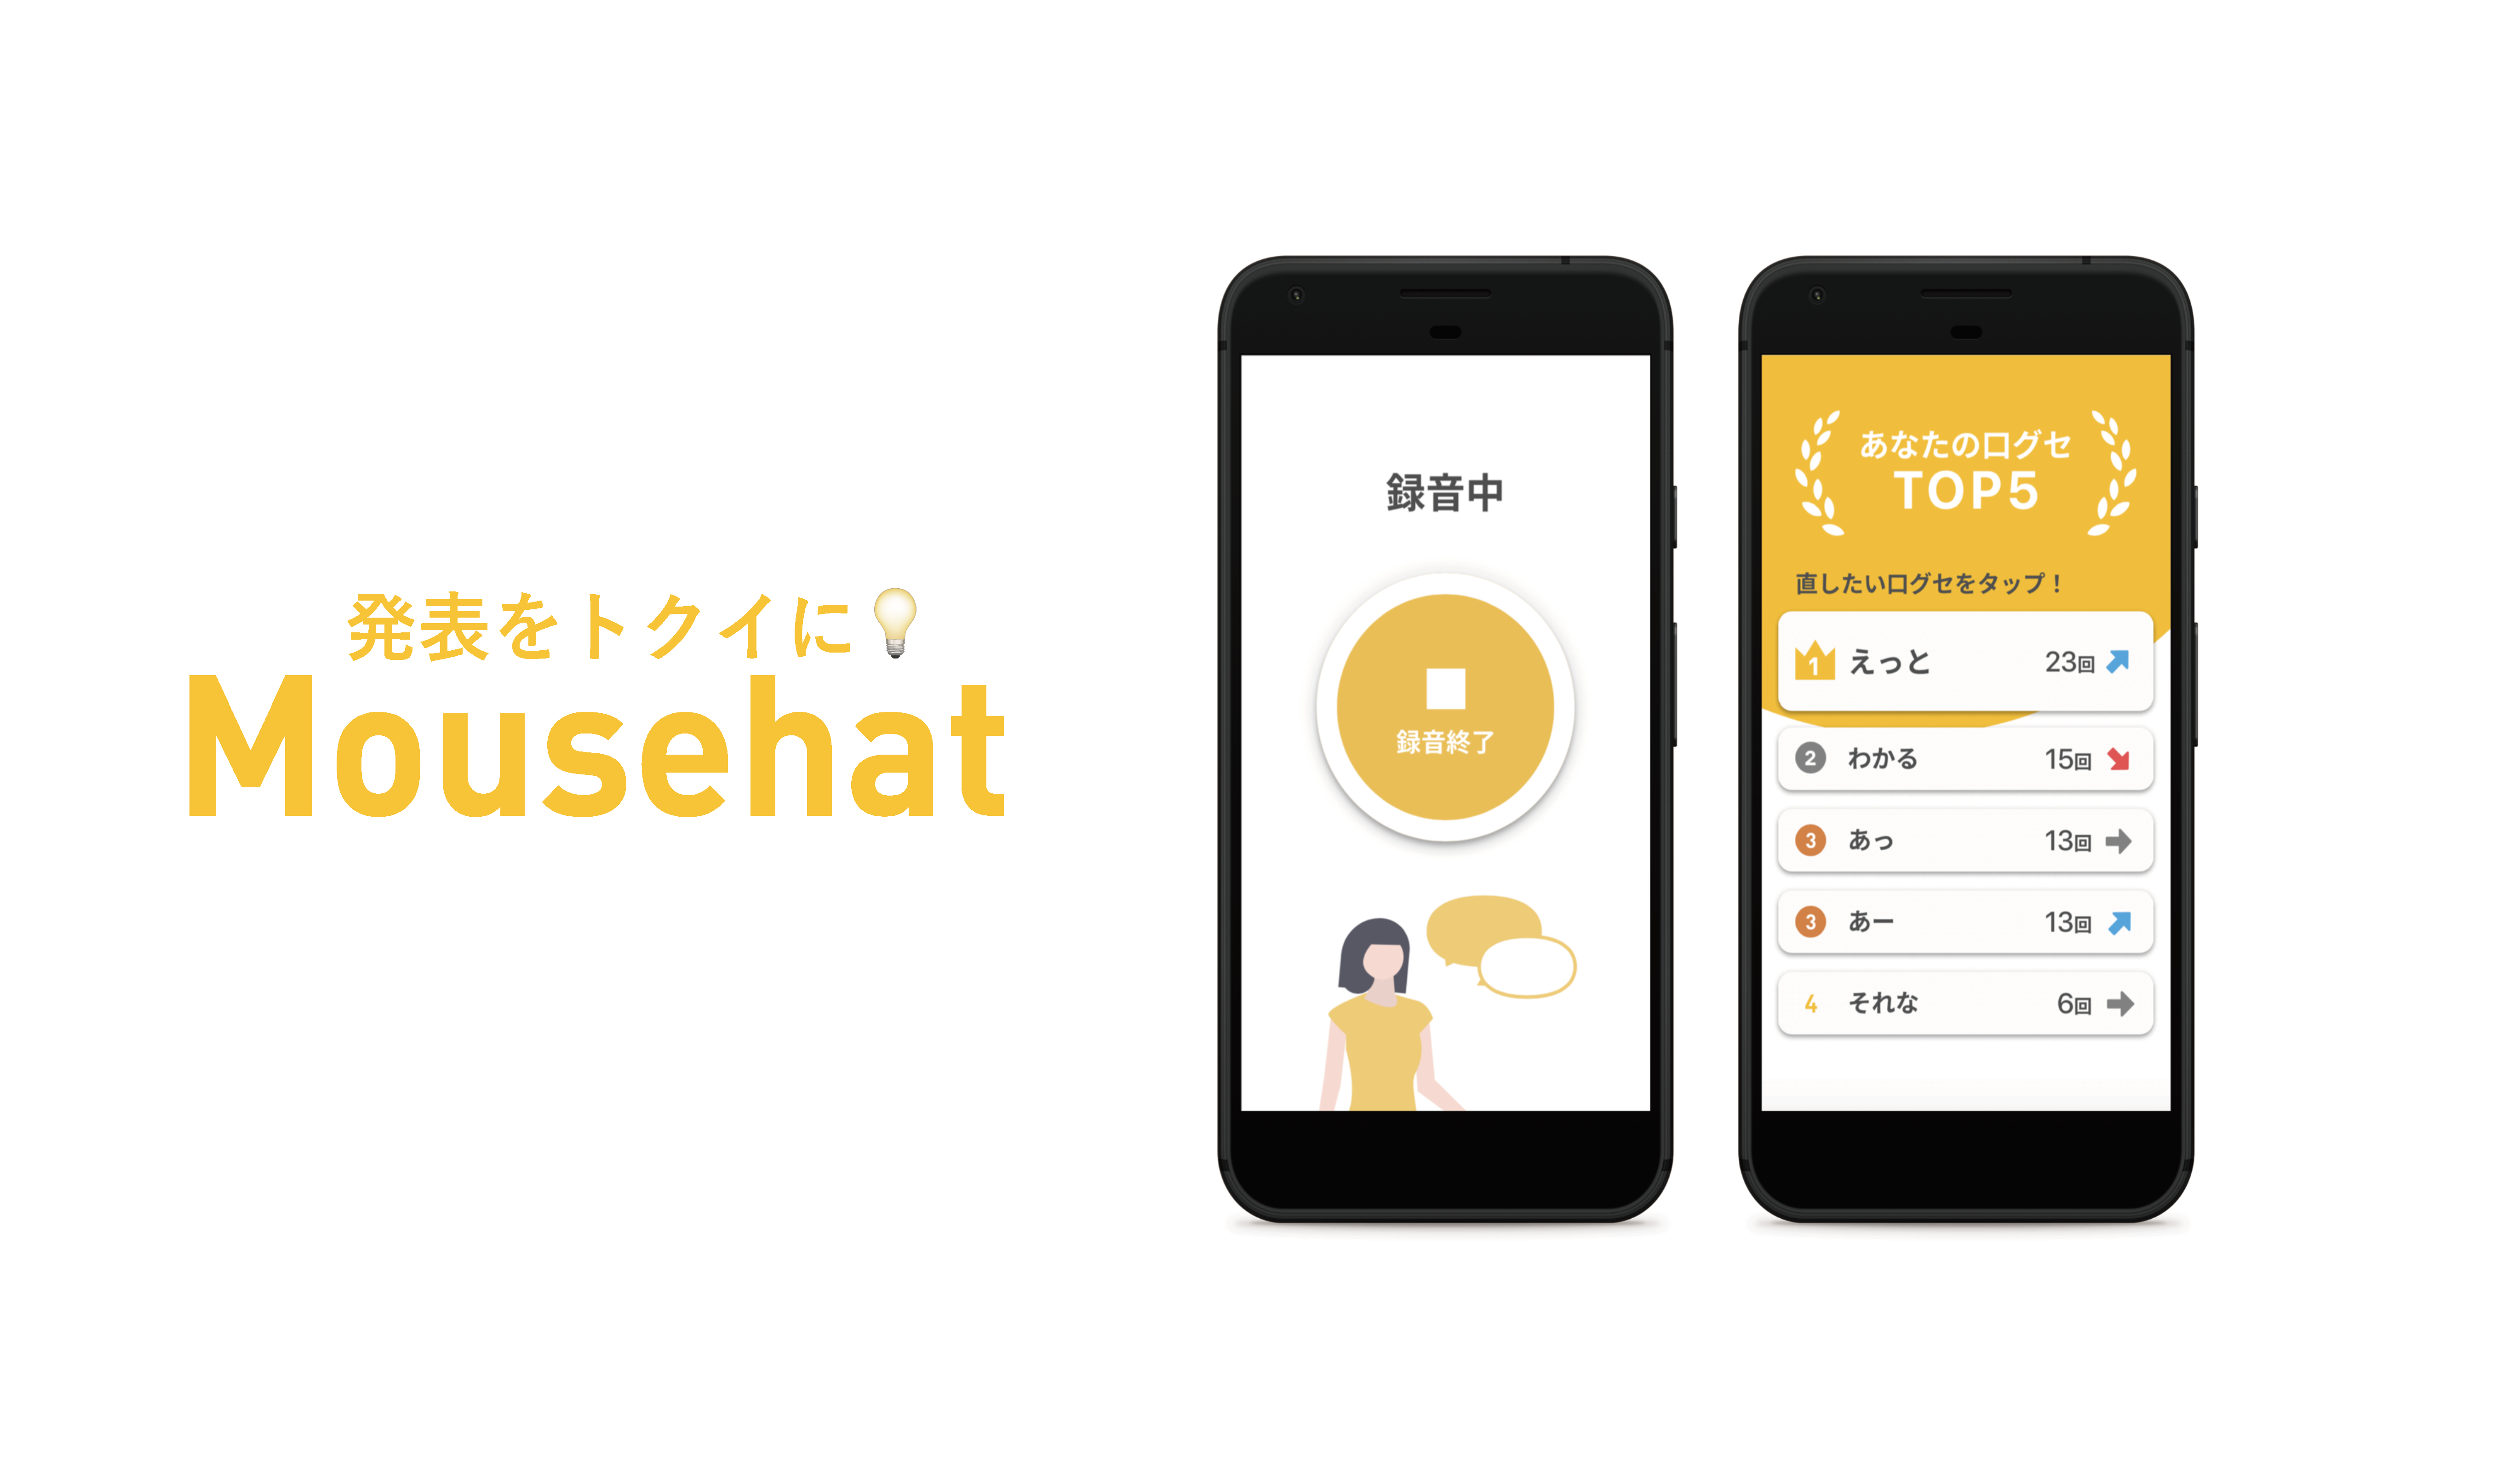 発表をトクイに
Mousehat
録音中
録音終了
あなたの口グセ
TOP5
直したい口グセをタップ！
1 えっと 23回
2 わかる 15回
3 あっ 13回
3 あー 13回
4 それな 6回